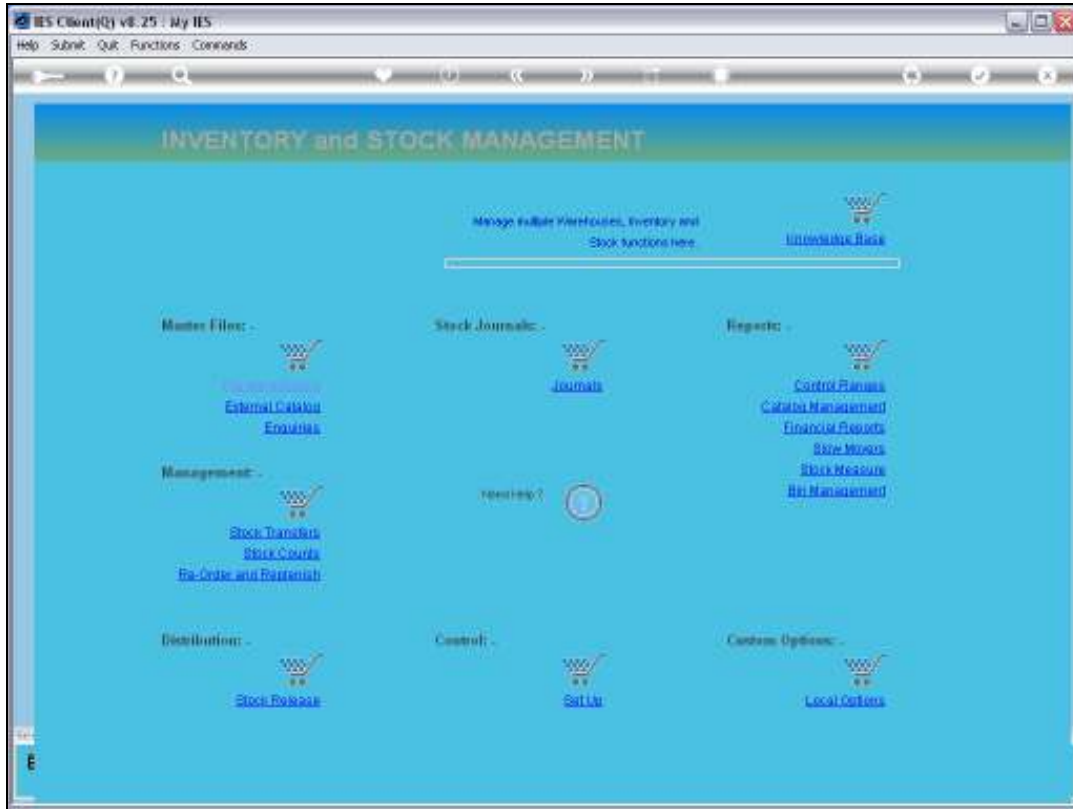 IES Client(Q) v8.25 : My IES
Help Submit Quit Functions Commands
INVENTORY and STOCK MANAGEMENT
Manage multiple Warehouses, Inventory and
Stock functions here.
Knowledge Base
Master Files: -
External Catalog
Enquiries
Stock Journals: -
Journals
Reports: -
Control Ranges
Catalog Management
Financial Reports
Slow Movers
Stock Measure
Bin Management
Management: -
Stock Transfers
Stock Counts
Re-Order and Replenish
Need Help ?
Distribution: -
Stock Release
Control: -
Set Up
Custom Options: -
Local Options